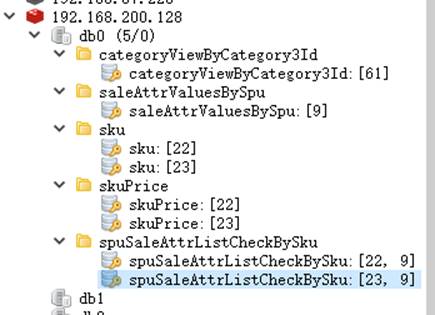 192.168.200.128
db0 (5/0)
categoryViewByCategory3Id
categoryViewByCategory3Id:[61]
saleAttrValuesBySpu
saleAttrValuesBySpu:[9]
sku
sku:[22]
sku:[23]
skuPrice
skuPrice:[22]
skuPrice:[23]
spuSaleAttrListCheckBySku
spuSaleAttrListCheckBySku:[22, 9]
spuSaleAttrListCheckBySku:[23, 9]
db1